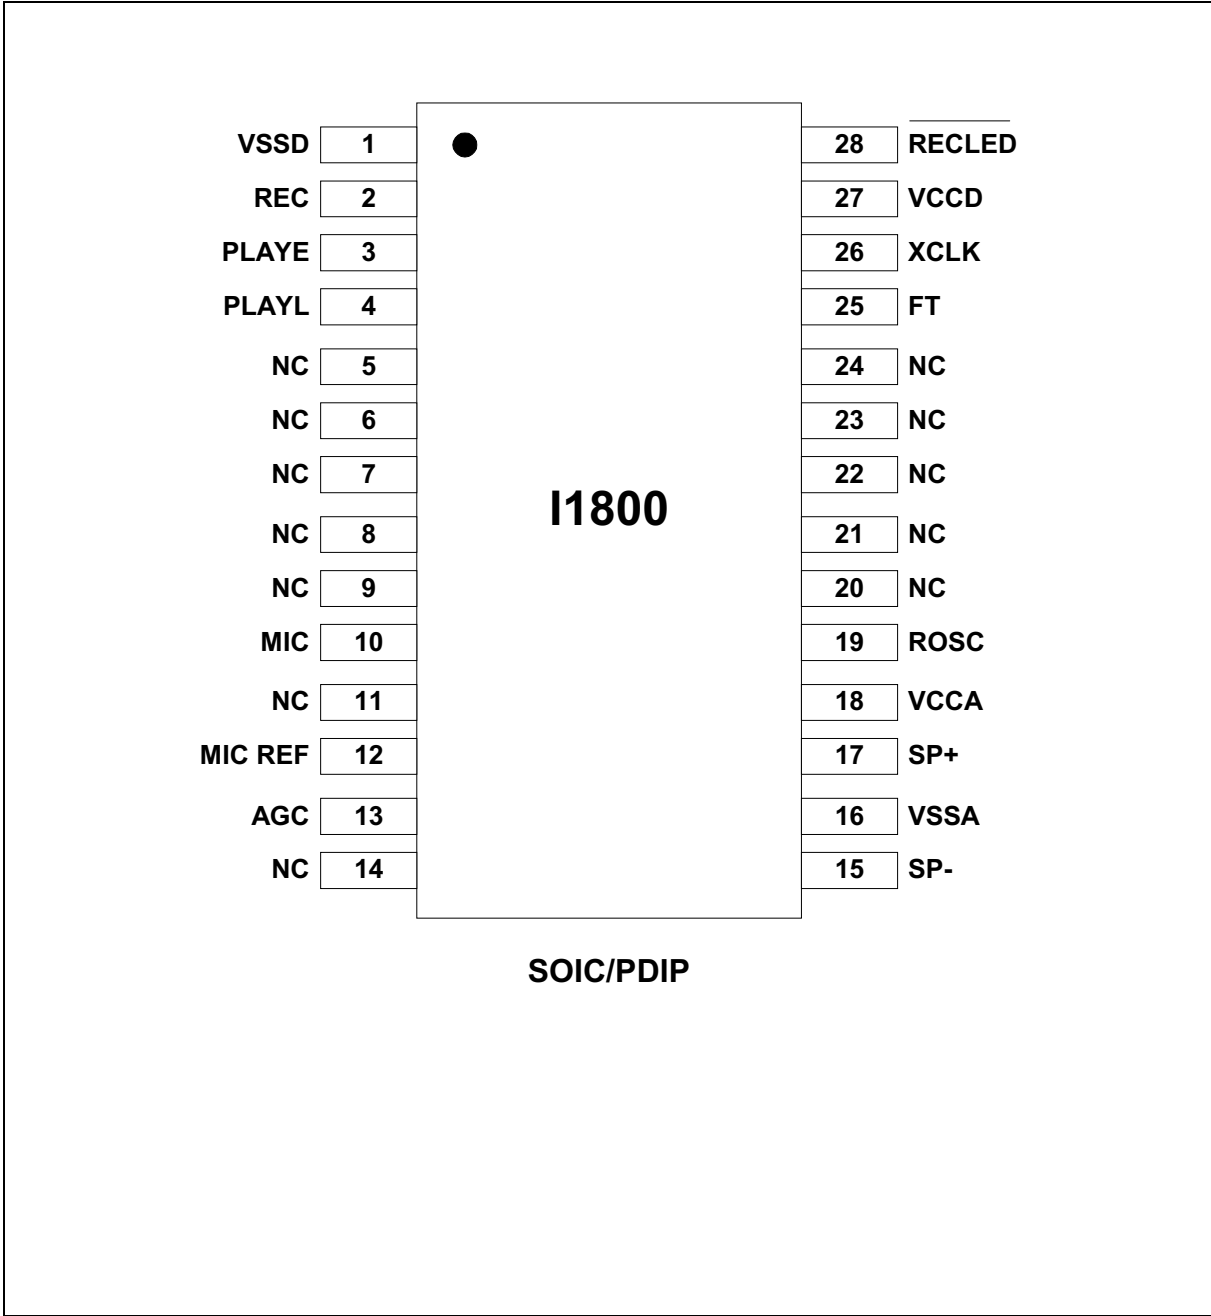 VSSD 1 28 RECLED
REC 2 27 VCCD
PLAYE 3 26 XCLK
PLAYL 4 25 FT
NC 5 24 NC
NC 6 23 NC
NC 7 22 NC
I1800
NC 8 21 NC
NC 9 20 NC
MIC 10 19 ROSC
NC 11 18 VCCA
MIC REF 12 17 SP+
AGC 13 16 VSSA
NC 14 15 SP-
SOIC/PDIP